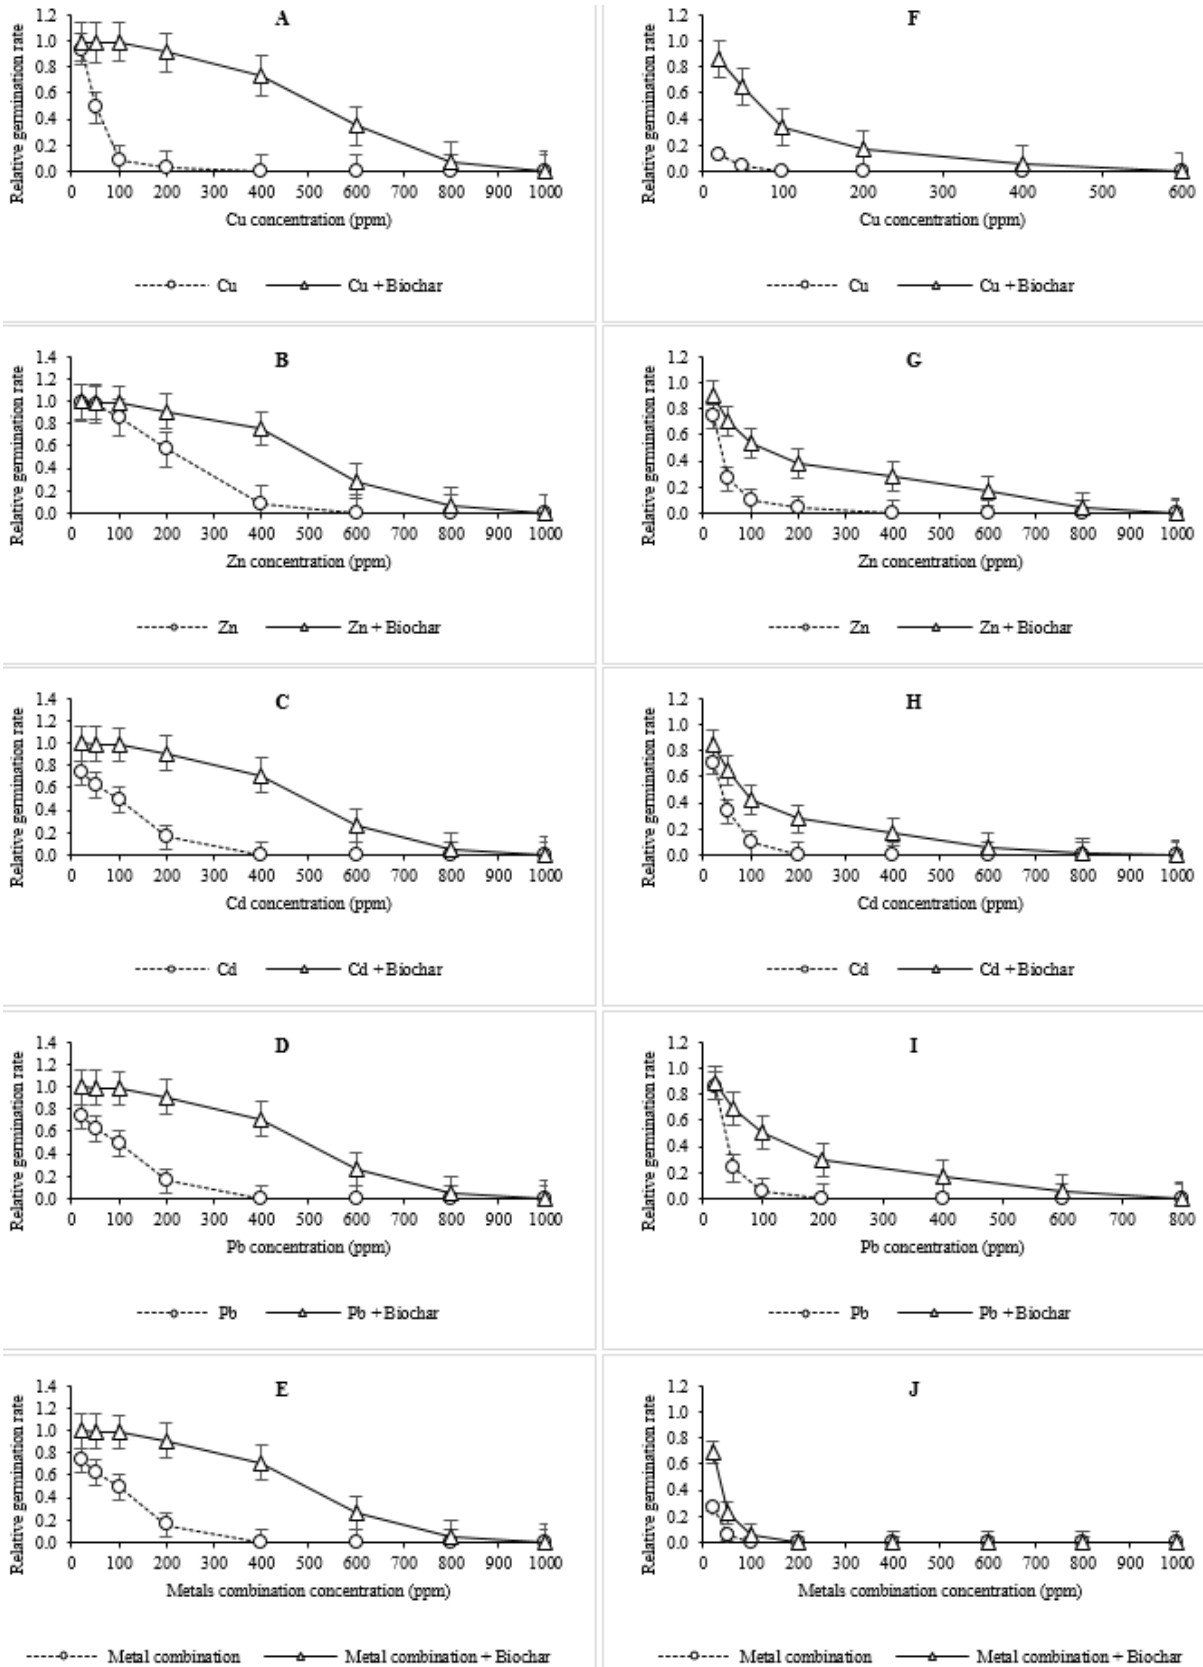 A
Relative germination rate
1.2
1.0
0.8
0.6
0.4
0.2
0.0
0 100 200 300 400 500 600 700 800 900 1000
Cu concentration (ppm)
Cu Cu + Biochar
F
Relative germination rate
1.2
1.0
0.8
0.6
0.4
0.2
0.0
0 100 200 300 400 500 600
Cu concentration (ppm)
Cu Cu + Biochar
B
Relative germination rate
1.4
1.2
1.0
0.8
0.6
0.4
0.2
0.0
0 100 200 300 400 500 600 700 800 900 1000
Zn concentration (ppm)
Zn Zn + Biochar
G
Relative germination rate
1.2
1.0
0.8
0.6
0.4
0.2
0.0
0 100 200 300 400 500 600 700 800 900 1000
Zn concentration (ppm)
Zn Zn + Biochar
C
Relative germination rate
1.4
1.2
1.0
0.8
0.6
0.4
0.2
0.0
0 100 200 300 400 500 600 700 800 900 1000
Cd concentration (ppm)
Cd Cd + Biochar
H
Relative germination rate
1.2
1.0
0.8
0.6
0.4
0.2
0.0
0 100 200 300 400 500 600 700 800 900 1000
Cd concentration (ppm)
Cd Cd + Biochar
D
Relative germination rate
1.4
1.2
1.0
0.8
0.6
0.4
0.2
0.0
0 100 200 300 400 500 600 700 800 900 1000
Pb concentration (ppm)
Pb Pb + Biochar
I
Relative germination rate
1.2
1.0
0.8
0.6
0.4
0.2
0.0
0 100 200 300 400 500 600 700 800
Pb concentration (ppm)
Pb Pb + Biochar
E
Relative germination rate
1.4
1.2
1.0
0.8
0.6
0.4
0.2
0.0
0 100 200 300 400 500 600 700 800 900 1000
Metals combination concentration (ppm)
Metal combination Metal combination + Biochar
J
Relative germination rate
1.2
1.0
0.8
0.6
0.4
0.2
0.0
0 100 200 300 400 500 600 700 800 900 1000
Metals combination concentration (ppm)
Metal combination Metal combination + Biochar